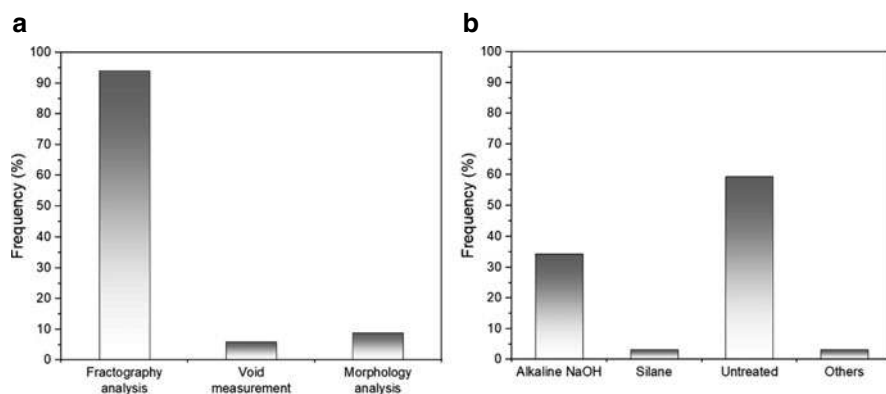 a
100
90
80
70
60
50
40
30
20
10
0
Frequency (%)
Fractography
analysis
Void
measurement
Morphology
analysis
b
100
90
80
70
60
50
40
30
20
10
0
Frequency (%)
Alkaline NaOH
Silane
Untreated
Others